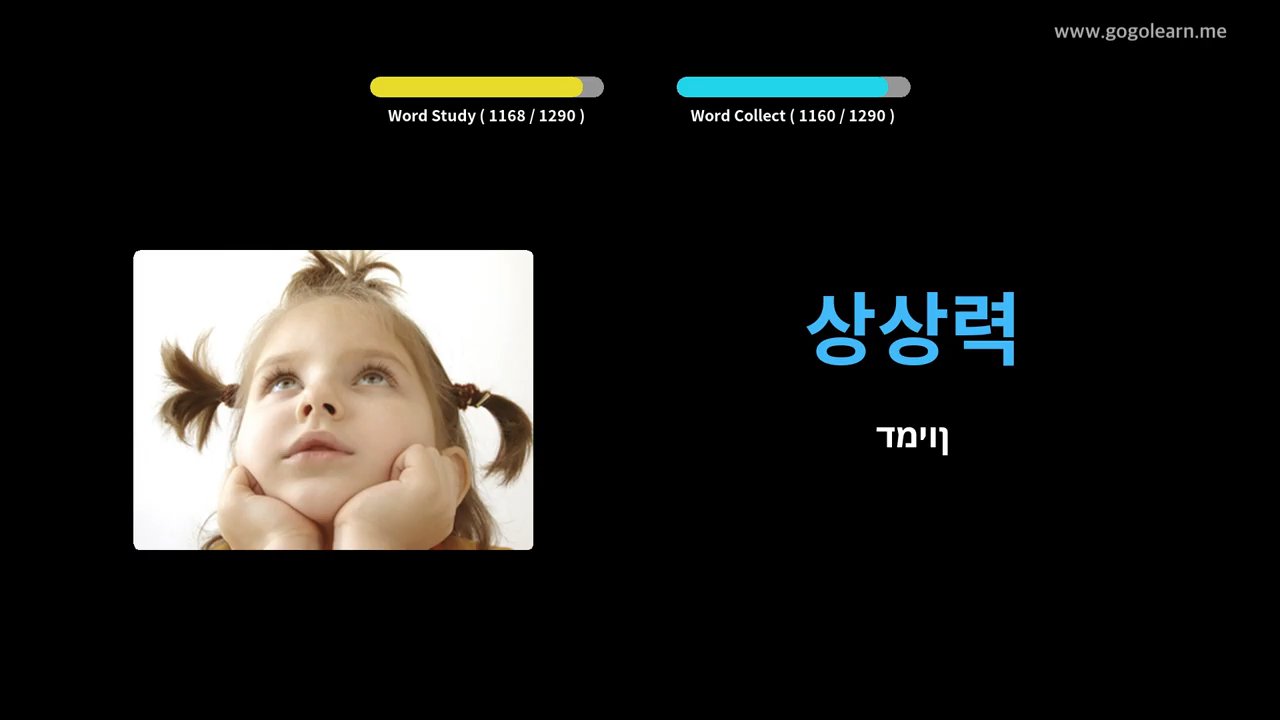 www.gogolearn.me
Word Study ( 1168 / 1290 )
Word Collect ( 1160 / 1290 )
상상력
דמיון